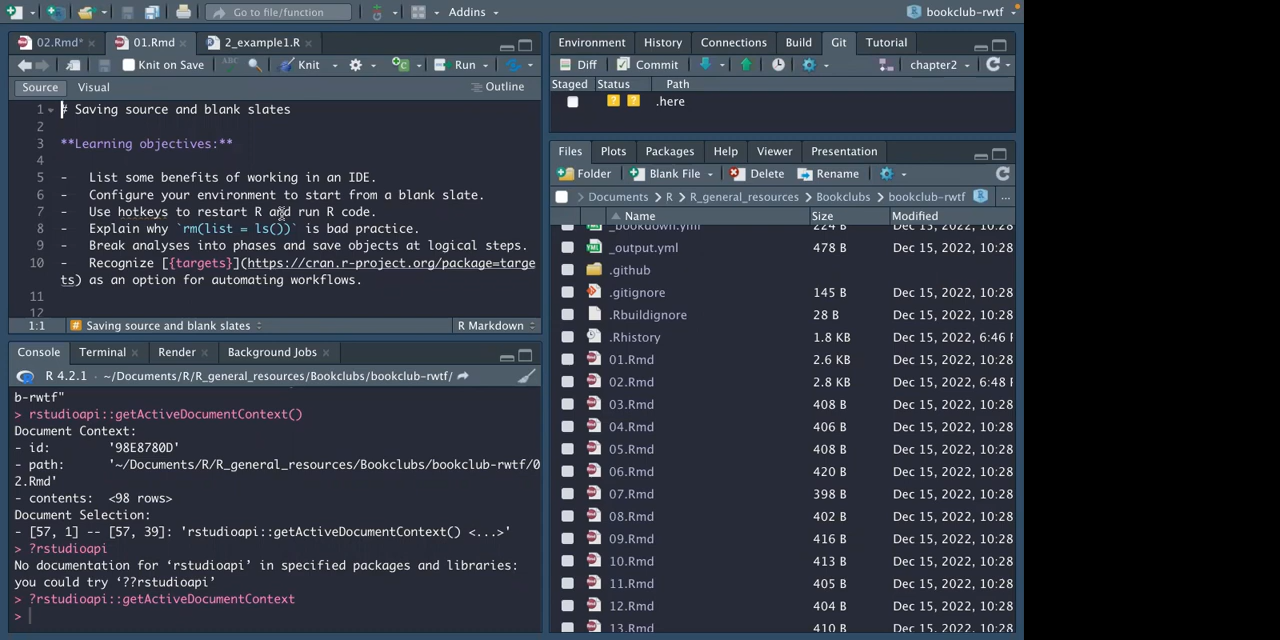 Go to file/function
Addins
bookclub-rwtf
02.Rmd*
01.Rmd
2_example1.R
Knit on Save
ABC
Knit
Run
Source
Visual
Outline
1 # Saving source and blank slates
2
3 **Learning objectives:**
4
5 - List some benefits of working in an IDE.
6 - Configure your environment to start from a blank slate.
7 - Use hotkeys to restart R and run R code.
8 - Explain why `rm(list = ls())` is bad practice.
9 - Break analyses into phases and save objects at logical steps.
10 - Recognize [{targets}](https://cran.r-project.org/package=targe
ts) as an option for automating workflows.
11
12
1:1 # Saving source and blank slates R Markdown
Console Terminal Render Background Jobs
R 4.2.1 · ~/Documents/R/R_general_resources/Bookclubs/bookclub-rwtf/
b-rwtf"
> rstudioapi::getActiveDocumentContext()
Document Context:
- id: '98E8780D'
- path: '~/Documents/R/R_general_resources/Bookclubs/bookclub-rwtf/0
2.Rmd'
- contents: <98 rows>
Document Selection:
- [57, 1] -- [57, 39]: 'rstudioapi::getActiveDocumentContext() <...>'
> ?rstudioapi
No documentation for ‘rstudioapi’ in specified packages and libraries:
you could try ‘??rstudioapi’
> ?rstudioapi::getActiveDocumentContext
>
Environment History Connections Build Git Tutorial
Diff Commit chapter2
Staged Status Path
? ? .here
Files Plots Packages Help Viewer Presentation
Folder Blank File Delete Rename
Documents > R > R_general_resources > Bookclubs > bookclub-rwtf ...
Name Size Modified
_bookdown.yml 224 B Dec 15, 2022, 10:28
_output.yml 478 B Dec 15, 2022, 10:28
.github
.gitignore 145 B Dec 15, 2022, 10:28
.Rbuildignore 28 B Dec 15, 2022, 10:28
.Rhistory 1.8 KB Dec 15, 2022, 6:46 P
01.Rmd 2.6 KB Dec 15, 2022, 10:28
02.Rmd 2.8 KB Dec 15, 2022, 6:48 P
03.Rmd 408 B Dec 15, 2022, 10:28
04.Rmd 406 B Dec 15, 2022, 10:28
05.Rmd 408 B Dec 15, 2022, 10:28
06.Rmd 420 B Dec 15, 2022, 10:28
07.Rmd 398 B Dec 15, 2022, 10:28
08.Rmd 402 B Dec 15, 2022, 10:28
09.Rmd 416 B Dec 15, 2022, 10:28
10.Rmd 413 B Dec 15, 2022, 10:28
11.Rmd 405 B Dec 15, 2022, 10:28
12.Rmd 404 B Dec 15, 2022, 10:28
13.Rmd 410 B Dec 15, 2022, 10:28